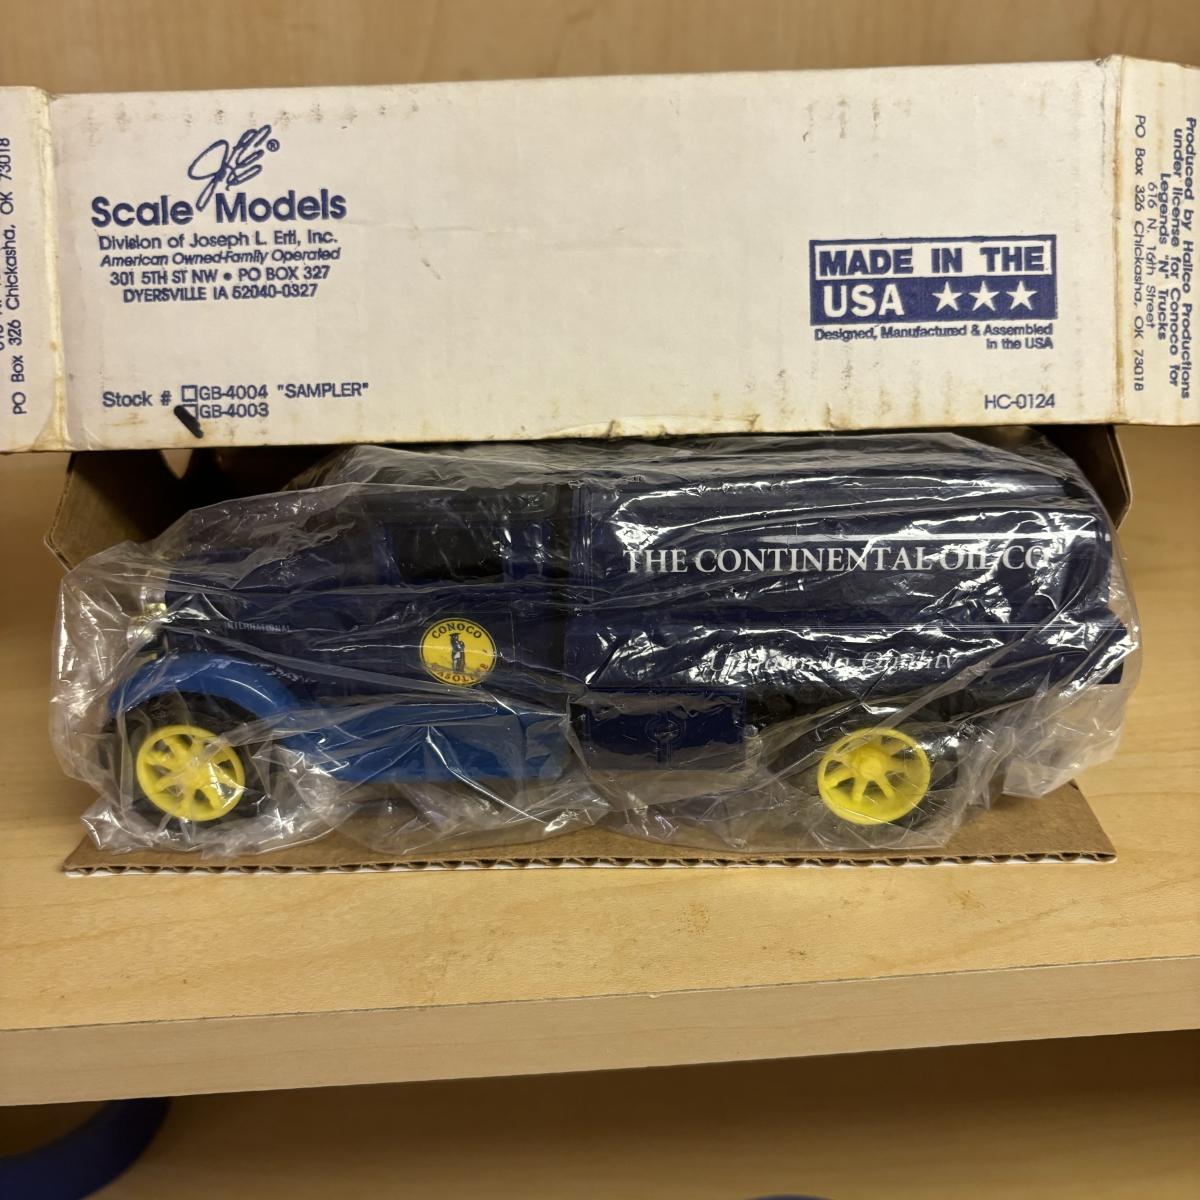 JLE®
Scale Models
Division of Joseph L. Ertl, Inc.
American Owned-Family Operated
301 5TH ST NW • PO BOX 327
DYERSVILLE IA 52040-0327
Stock # GB-4004 "SAMPLER"
GB-4003
MADE IN THE
USA ★★★
Designed, Manufactured & Assembled
in the USA
HC-0124
Produced by Halico Productions
under license for Conoco for
Legends "N" Trucks
616 N. 16th Street
PO Box 326 Chickasha, OK 73018
PO Box 326 Chickasha, OK 73018
THE CONTINENTAL OIL CO
INTERNATIONAL
CONOCO
GASOLINE